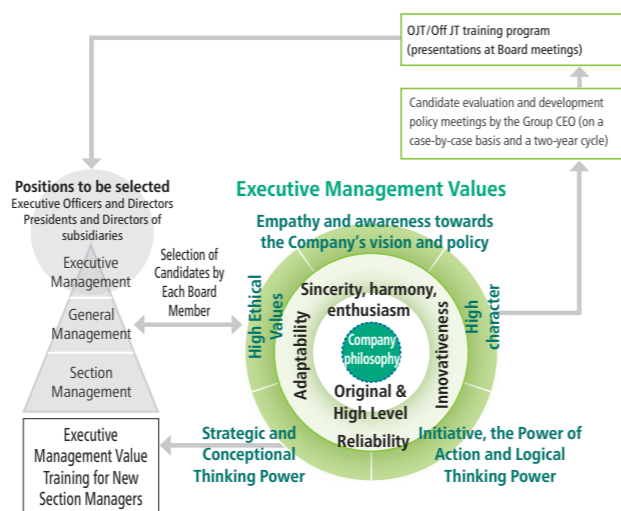 OJT/Off JT training program
(presentations at Board meetings)
Candidate evaluation and development
policy meetings by the Group CEO (on a
case-by-case basis and a two-year cycle)
Positions to be selected
Executive Officers and Directors
Presidents and Directors of
subsidiaries
Executive
Management
General
Management
Section
Management
Selection of
Candidates by
Each Board
Member
Executive Management Values
Empathy and awareness towards
the Company's vision and policy
High Ethical
Values
High
character
Sincerity, harmony,
enthusiasm
Adaptability
Innovativeness
Company
philosophy
Original &
High Level
Reliability
Strategic and
Conceptional
Thinking Power
Initiative, the Power of
Action and Logical
Thinking Power
Executive
Management Value
Training for New
Section Managers